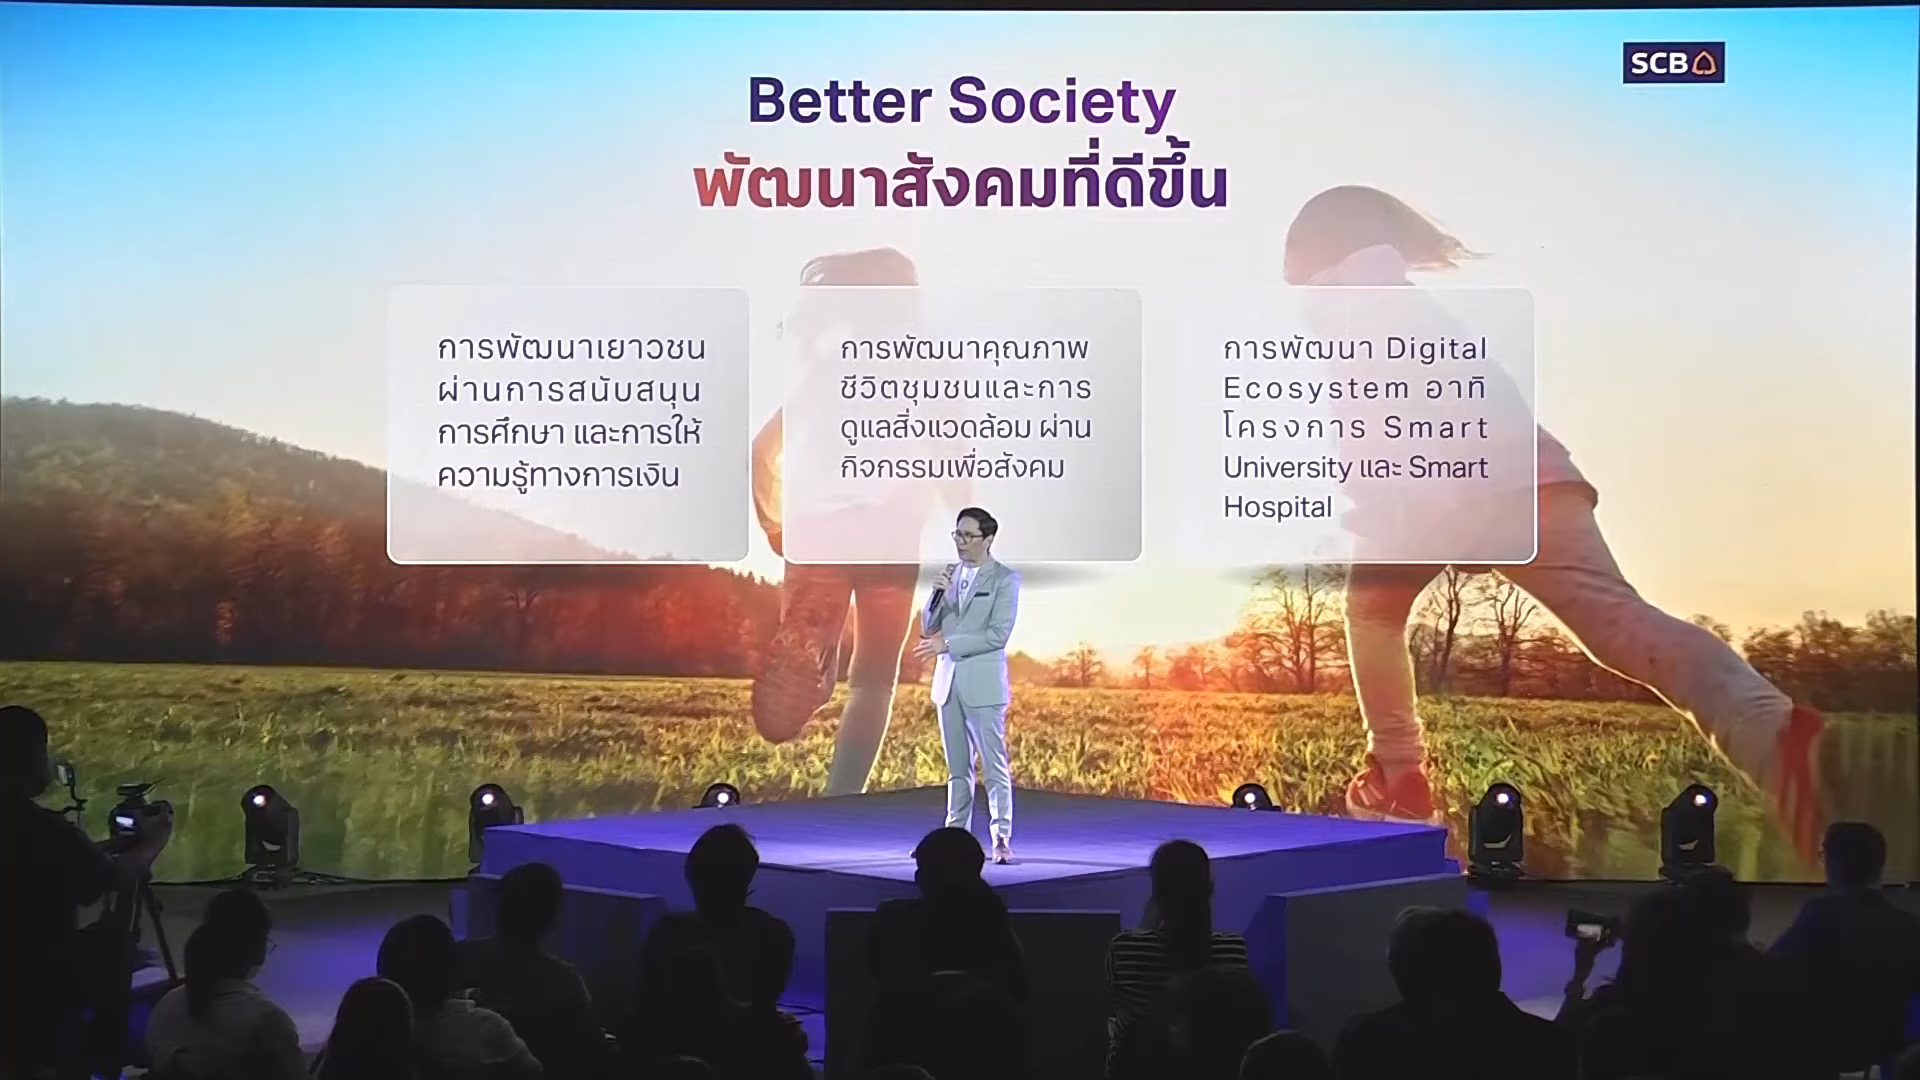 SCB
Better Society
พัฒนาสังคมที่ดีขึ้น
การพัฒนาเยาวชน
ผ่านการสนับสนุน
การศึกษา และการให้
ความรู้ทางการเงิน
การพัฒนาคุณภาพ
ชีวิตชุมชนและการ
ดูแลสิ่งแวดล้อม ผ่าน
กิจกรรมเพื่อสังคม
การพัฒนา Digital
Ecosystem อาทิ
โครงการ Smart
University และ Smart
Hospital